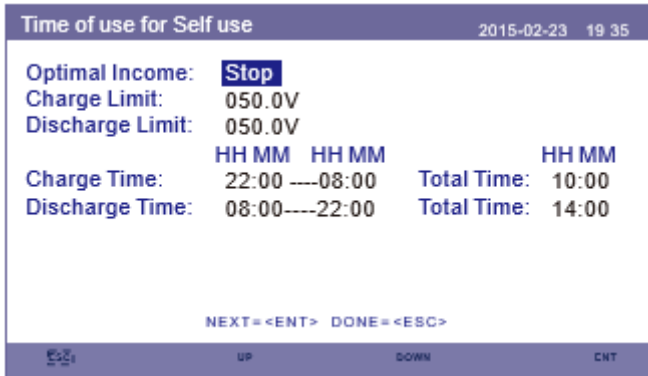 Time of use for Self use 2015-02-23 19 35
Optimal Income: Stop
Charge Limit: 050.0V
Discharge Limit: 050.0V
HH MM HH MM HH MM
Charge Time: 22:00 ----08:00 Total Time: 10:00
Discharge Time: 08:00----22:00 Total Time: 14:00
NEXT=<ENT> DONE=<ESC>
UP DOWN ENT